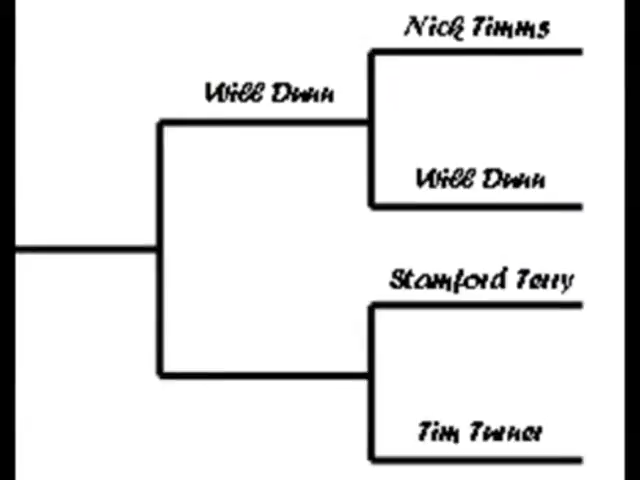 Nick Timms
Will Dunn
Will Dunn
Stamford Terry
Tim Turner